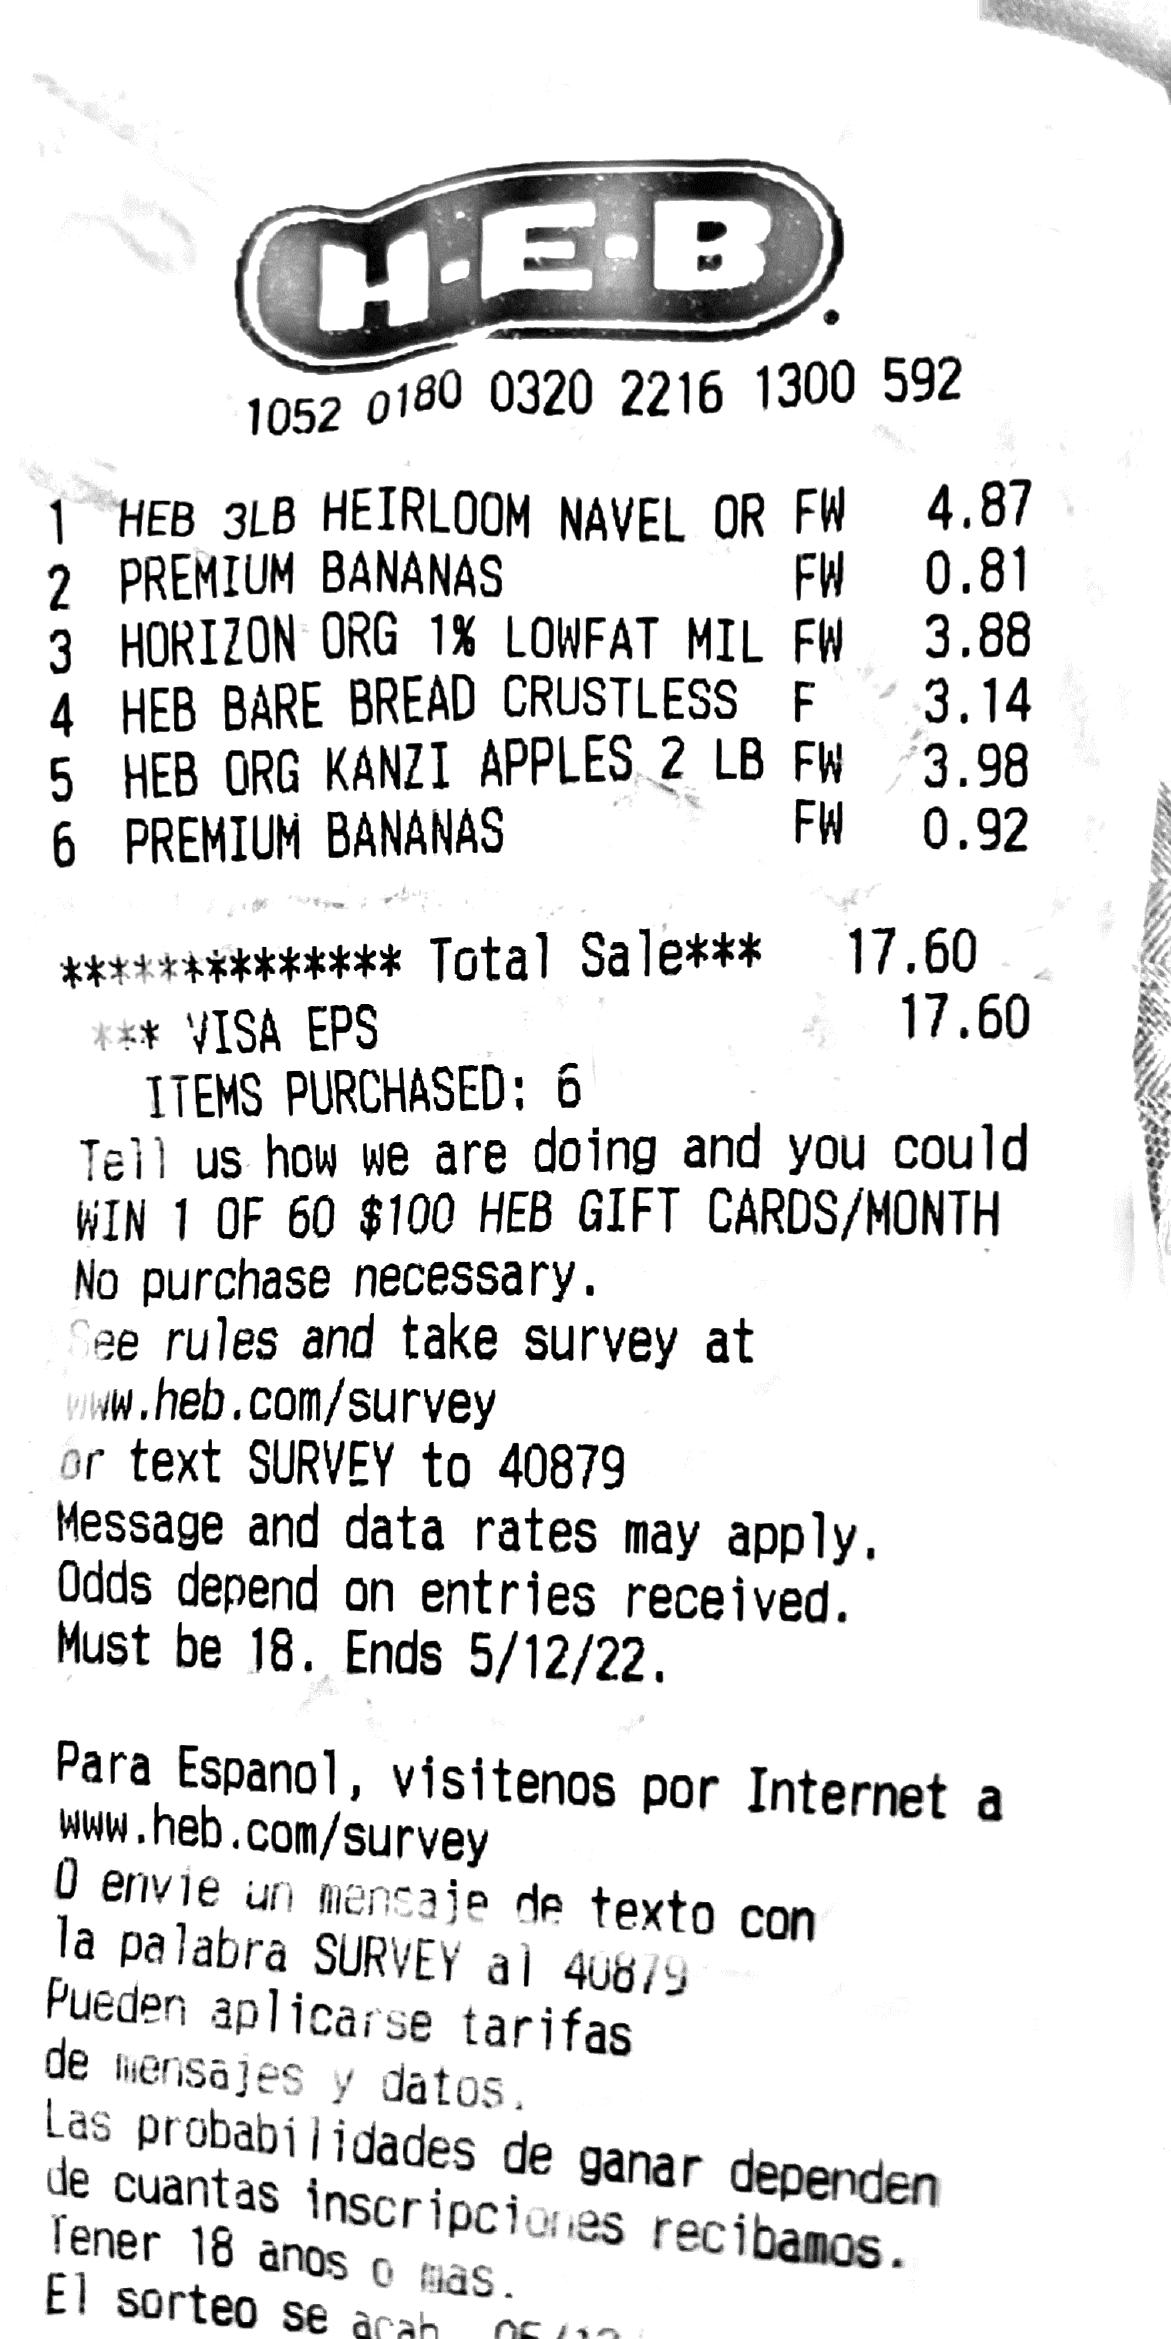 H-E-B
1052 0180 0320 2216 1300 592
1 HEB 3LB HEIRLOOM NAVEL OR FW 4.87
2 PREMIUM BANANAS FW 0.81
3 HORIZON ORG 1% LOWFAT MIL FW 3.88
4 HEB BARE BREAD CRUSTLESS F 3.14
5 HEB ORG KANZI APPLES 2 LB FW 3.98
6 PREMIUM BANANAS FW 0.92
************** Total Sale*** 17.60
*** VISA EPS 17.60
ITEMS PURCHASED: 6
Tell us how we are doing and you could
WIN 1 OF 60 $100 HEB GIFT CARDS/MONTH
No purchase necessary.
See rules and take survey at
www.heb.com/survey
or text SURVEY to 40879
Message and data rates may apply.
Odds depend on entries received.
Must be 18. Ends 5/12/22.
Para Espanol, visitenos por Internet a
www.heb.com/survey
O envie un mensaje de texto con
la palabra SURVEY al 40879
Pueden aplicarse tarifas
de mensajes y datos.
Las probabilidades de ganar dependen
de cuantas inscripciones recibamos.
Tener 18 anos o mas.
El sorteo se